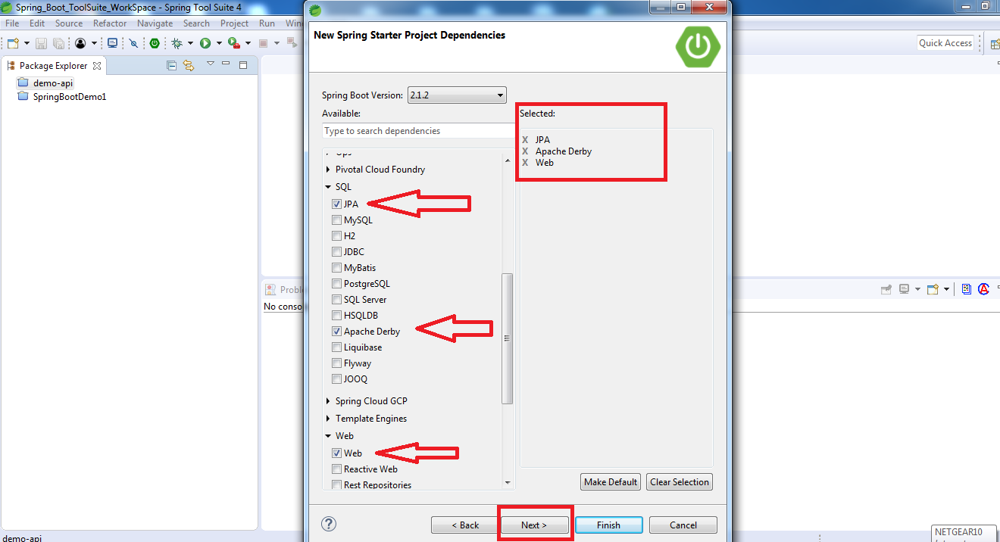 Spring_Boot_ToolSuite_WorkSpace - Spring Tool Suite 4
File Edit Source Refactor Navigate Search Project Run
Quick Access
Package Explorer
demo-api
SpringBootDemo1
New Spring Starter Project Dependencies
Spring Boot Version: 2.1.2
Available:
Type to search dependencies
Pivotal Cloud Foundry
SQL
JPA
MySQL
H2
JDBC
MyBatis
PostgreSQL
SQL Server
HSQLDB
Apache Derby
Liquibase
Flyway
JOOQ
Spring Cloud GCP
Template Engines
Web
Web
Reactive Web
Rest Repositories
Selected:
X JPA
X Apache Derby
X Web
Make Default Clear Selection
? < Back Next > Finish Cancel
No conso
demo-api
NETGEAR10